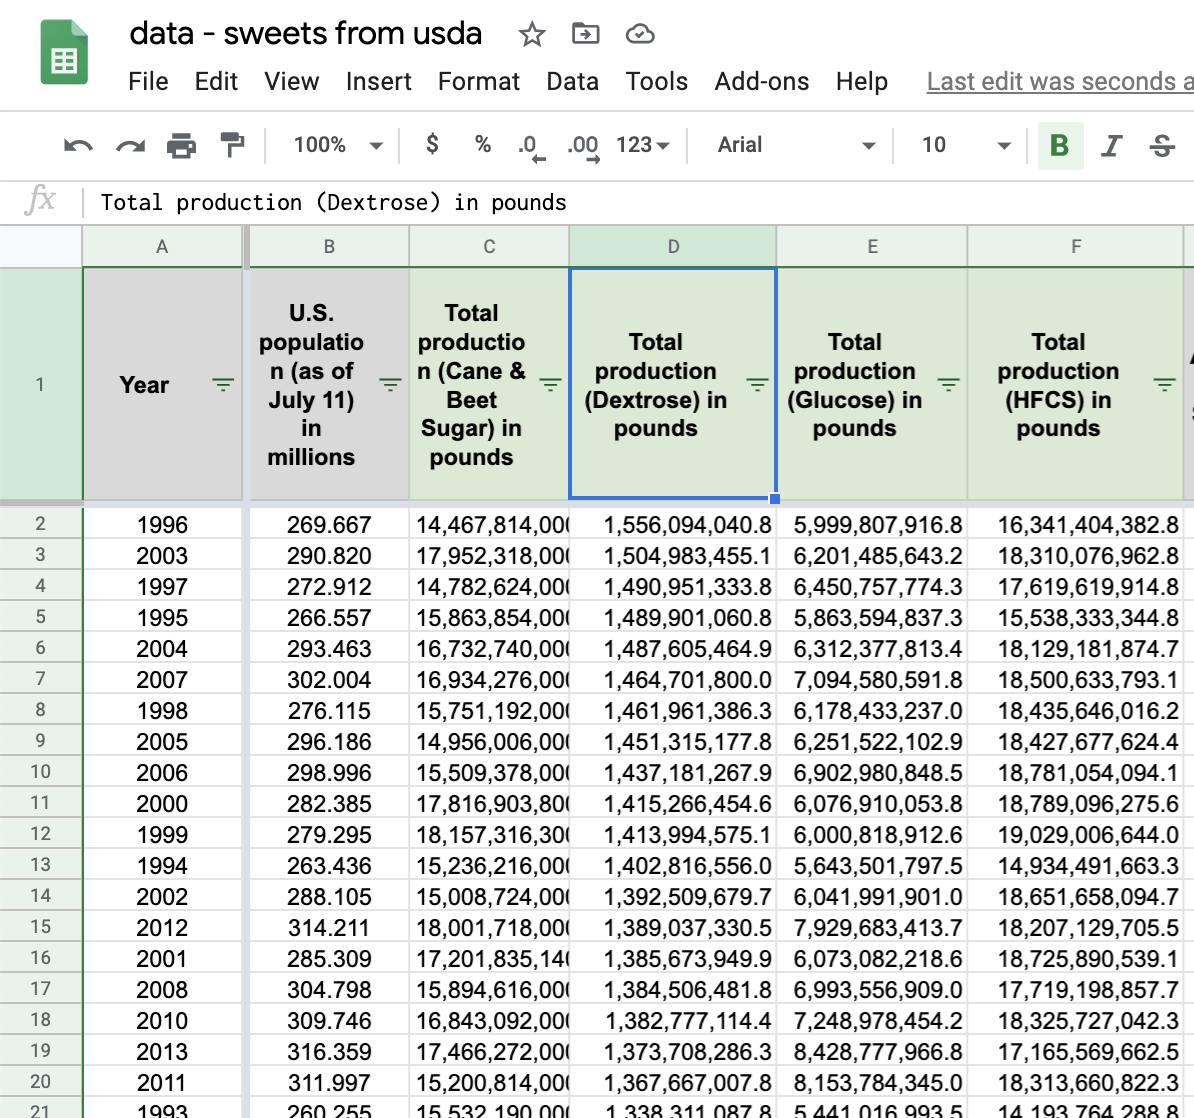 data - sweets from usda
File Edit View Insert Format Data Tools Add-ons Help Last edit was seconds a
100% $ % .0 .00 123 Arial 10 B I S
fx Total production (Dextrose) in pounds
A B C D E F
1
Year
U.S.
populatio
n (as of
July 11)
in
millions
Total
productio
n (Cane &
Beet
Sugar) in
pounds
Total
production
(Dextrose) in
pounds
Total
production
(Glucose) in
pounds
Total
production
(HFCS) in
pounds
2 1996 269.667 14,467,814,000 1,556,094,040.8 5,999,807,916.8 16,341,404,382.8
3 2003 290.820 17,952,318,000 1,504,983,455.1 6,201,485,643.2 18,310,076,962.8
4 1997 272.912 14,782,624,000 1,490,951,333.8 6,450,757,774.3 17,619,619,914.8
5 1995 266.557 15,863,854,000 1,489,901,060.8 5,863,594,837.3 15,538,333,344.8
6 2004 293.463 16,732,740,000 1,487,605,464.9 6,312,377,813.4 18,129,181,874.7
7 2007 302.004 16,934,276,000 1,464,701,800.0 7,094,580,591.8 18,500,633,793.1
8 1998 276.115 15,751,192,000 1,461,961,386.3 6,178,433,237.0 18,435,646,016.2
9 2005 296.186 14,956,006,000 1,451,315,177.8 6,251,522,102.9 18,427,677,624.4
10 2006 298.996 15,509,378,000 1,437,181,267.9 6,902,980,848.5 18,781,054,094.1
11 2000 282.385 17,816,903,800 1,415,266,454.6 6,076,910,053.8 18,789,096,275.6
12 1999 279.295 18,157,316,300 1,413,994,575.1 6,000,818,912.6 19,029,006,644.0
13 1994 263.436 15,236,216,000 1,402,816,556.0 5,643,501,797.5 14,934,491,663.3
14 2002 288.105 15,008,724,000 1,392,509,679.7 6,041,991,901.0 18,651,658,094.7
15 2012 314.211 18,001,718,000 1,389,037,330.5 7,929,683,413.7 18,207,129,705.5
16 2001 285.309 17,201,835,140 1,385,673,949.9 6,073,082,218.6 18,725,890,539.1
17 2008 304.798 15,894,616,000 1,384,506,481.8 6,993,556,909.0 17,719,198,857.7
18 2010 309.746 16,843,092,000 1,382,777,114.4 7,248,978,454.2 18,325,727,042.3
19 2013 316.359 17,466,272,000 1,373,708,286.3 8,428,777,966.8 17,165,569,662.5
20 2011 311.997 15,200,814,000 1,367,667,007.8 8,153,784,345.0 18,313,660,822.3
21 1993 260.255 15,532,190,000 1,338,311,087.8 5,441,016,993.5 14,193,764,288.8